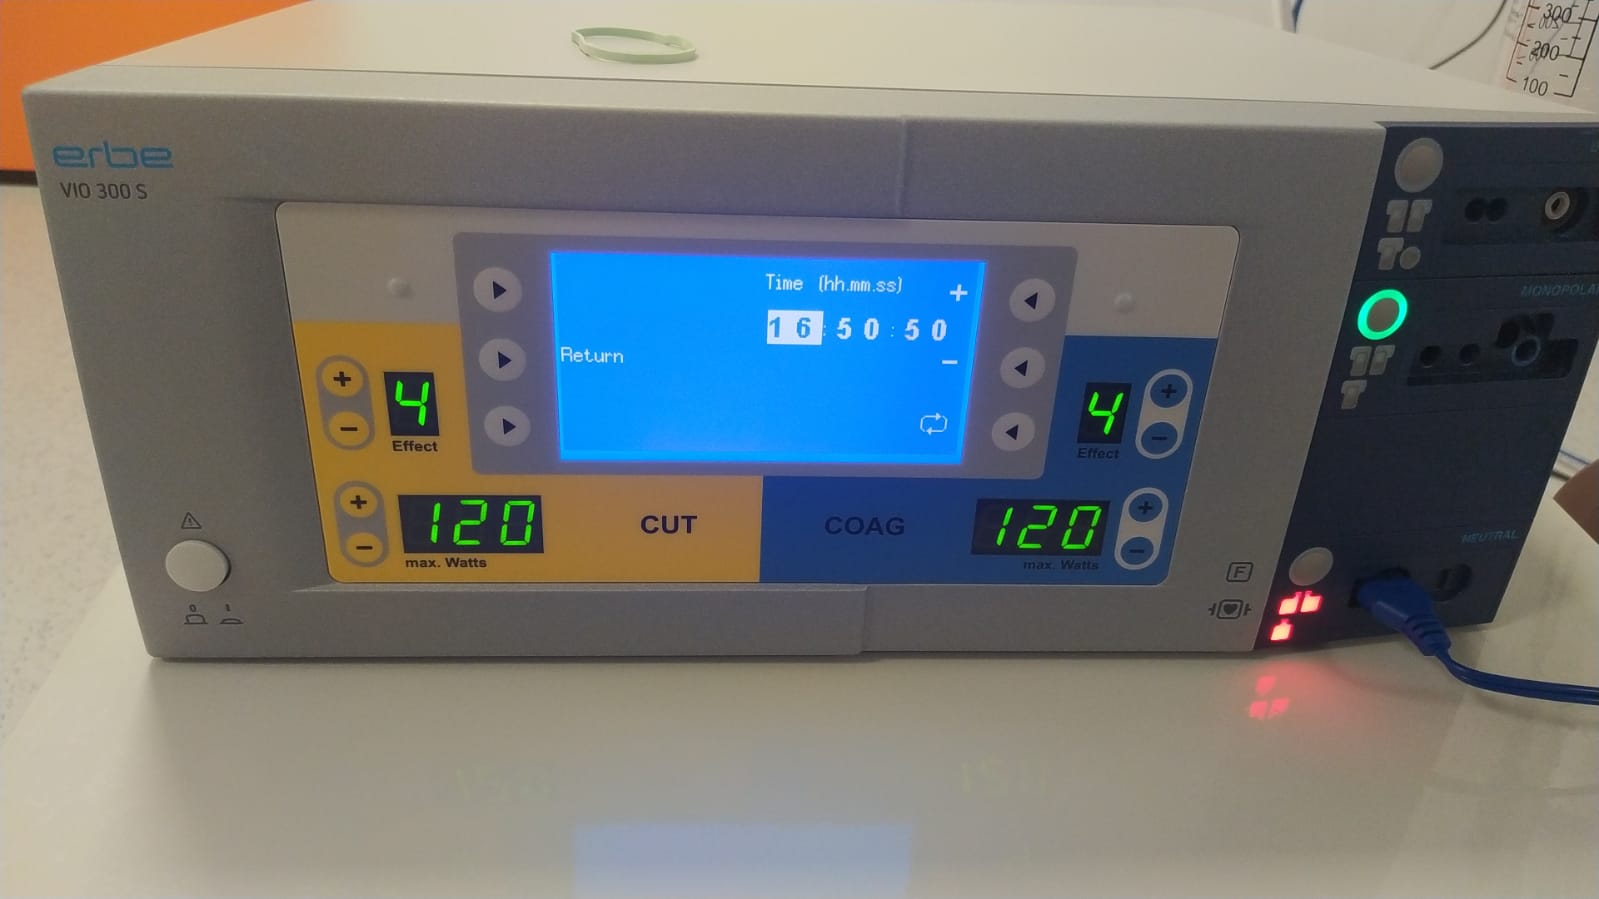 300
200
100
erbe
VIO 300 S
Time (hh.mm.ss) +
16:50:50
Return −
+
−
4
Effect
+
−
120
max. Watts
CUT
COAG
4
Effect
+
−
120
max. Watts
+
−
MONOPOLAR
NEUTRAL
F
0 I